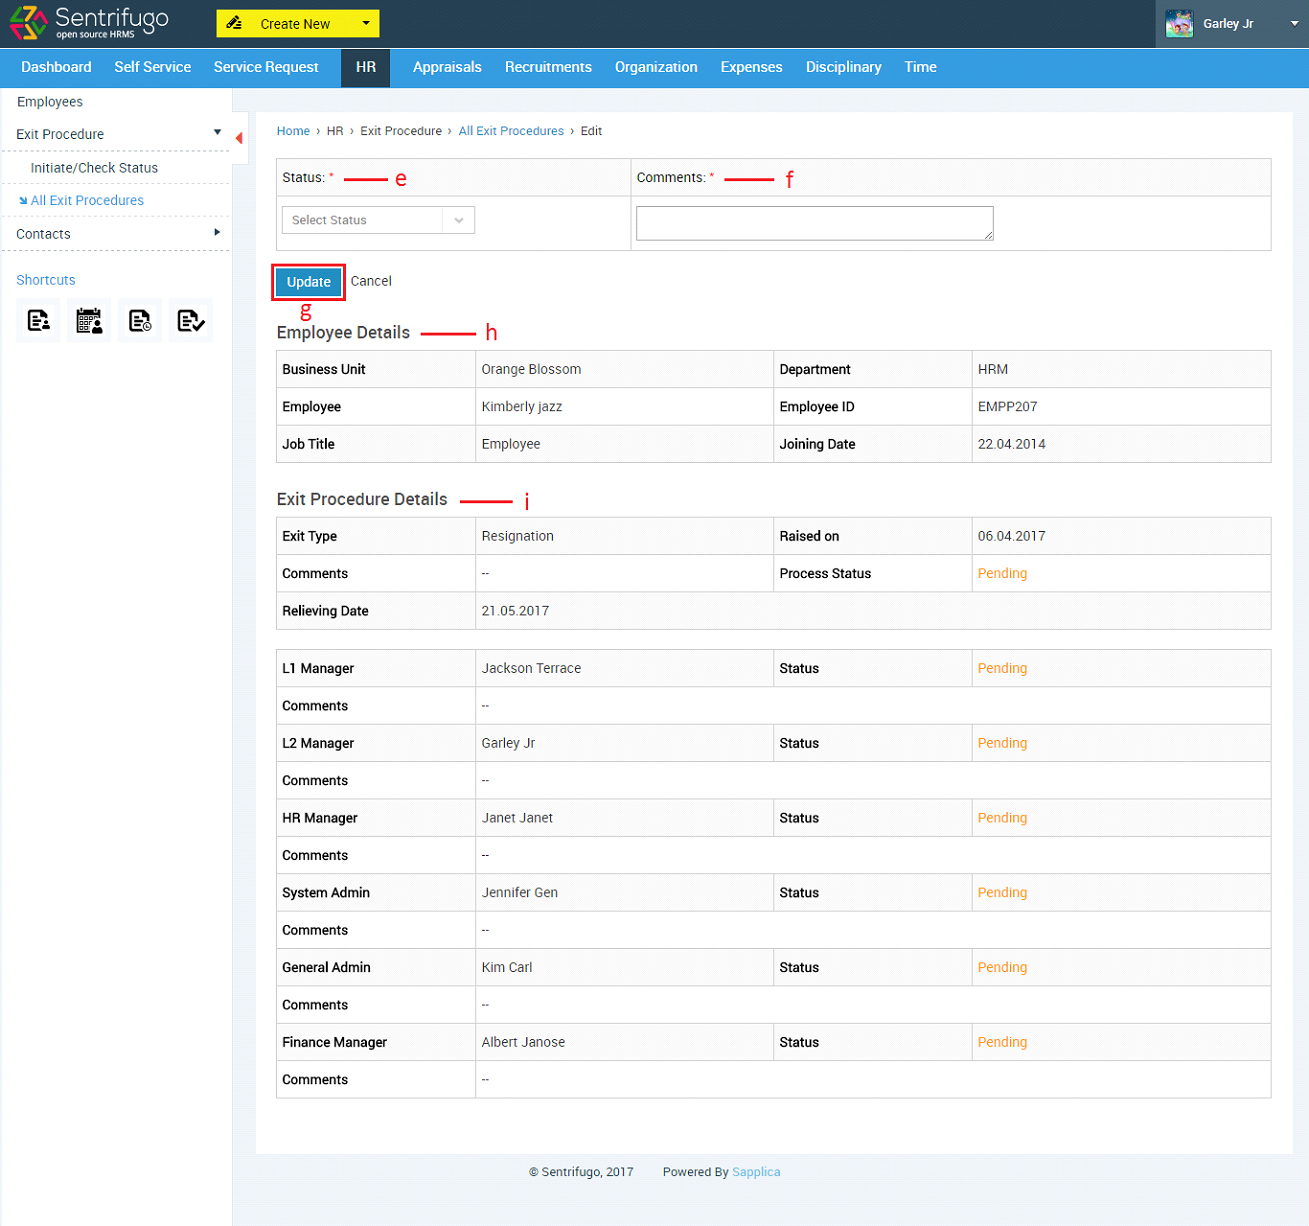 Sentrifugo
open source HRMS
Create New
Garley Jr
Dashboard Self Service Service Request HR Appraisals Recruitments Organization Expenses Disciplinary Time
Employees
Exit Procedure
Initiate/Check Status
All Exit Procedures
Contacts
Shortcuts
Home › HR › Exit Procedure › All Exit Procedures › Edit
Status: * e Comments: * f
Select Status
Update Cancel
g
Employee Details h
Business Unit Orange Blossom Department HRM
Employee Kimberly jazz Employee ID EMPP207
Job Title Employee Joining Date 22.04.2014
Exit Procedure Details i
Exit Type Resignation Raised on 06.04.2017
Comments -- Process Status Pending
Relieving Date 21.05.2017
L1 Manager Jackson Terrace Status Pending
Comments --
L2 Manager Garley Jr Status Pending
Comments --
HR Manager Janet Janet Status Pending
Comments --
System Admin Jennifer Gen Status Pending
Comments --
General Admin Kim Carl Status Pending
Comments --
Finance Manager Albert Janose Status Pending
Comments --
© Sentrifugo, 2017 Powered By Sapplica